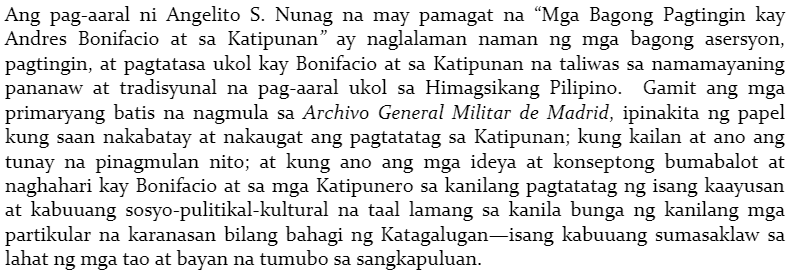 Ang pag-aaral ni Angelito S. Nunag na may pamagat na “Mga Bagong Pagtingin kay
Andres Bonifacio at sa Katipunan” ay naglalaman naman ng mga bagong asersyon,
pagtingin, at pagtatasa ukol kay Bonifacio at sa Katipunan na taliwas sa namamayaning
pananaw at tradisyunal na pag-aaral ukol sa Himagsikang Pilipino. Gamit ang mga
primaryang batis na nagmula sa Archivo General Militar de Madrid, ipinakita ng papel
kung saan nakabatay at nakaugat ang pagtatatag sa Katipunan; kung kailan at ano ang
tunay na pinagmulan nito; at kung ano ang mga ideya at konseptong bumabalot at
naghahari kay Bonifacio at sa mga Katipunero sa kanilang pagtatatag ng isang kaayusan
at kabuuang sosyo-pulitikal-kultural na taal lamang sa kanila bunga ng kanilang mga
partikular na karanasan bilang bahagi ng Katagalugan—isang kabuuang sumasaklaw sa
lahat ng mga tao at bayan na tumubo sa sangkapuluan.